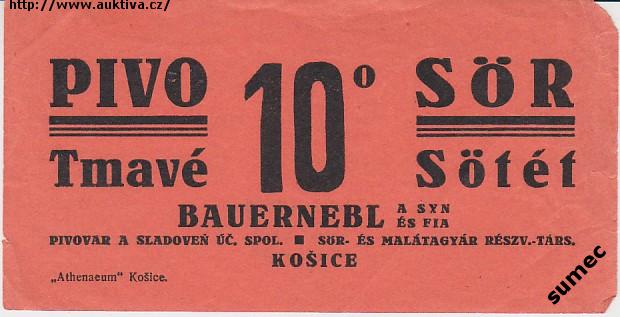 http://www.auktiva.cz/
PIVO 10° SÖR
Tmavé Sötét
BAUERNEBL A SYN ÉS FIA
PIVOVAR A SLADOVEŇ ÚČ. SPOL. ■ SÖR- ÉS MALÁTAGYÁR RÉSZV.-TÁRS.
KOŠICE
„Athenaeum" Košice.
sumec